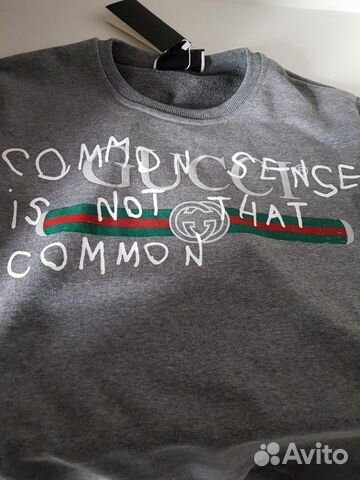 COMMON SENSE
GUCCI
IS NOT THAT
COMMON
Avito